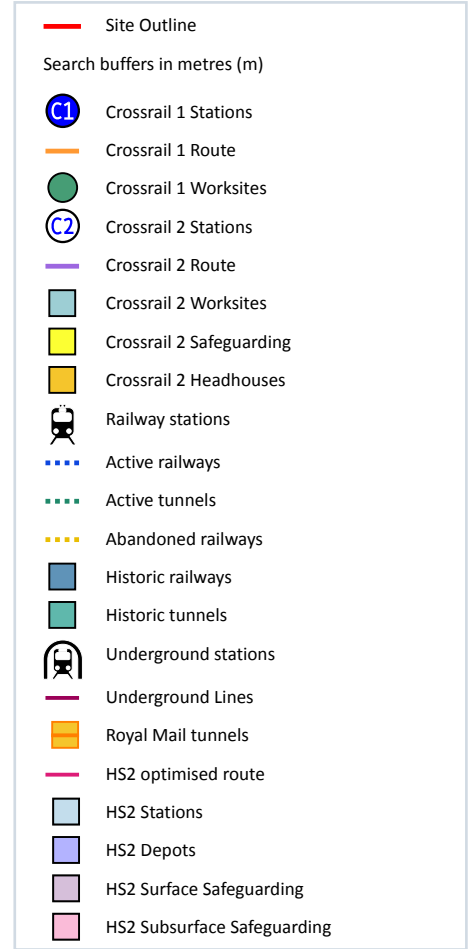 Site Outline
Search buffers in metres (m)
C1 Crossrail 1 Stations
Crossrail 1 Route
Crossrail 1 Worksites
C2 Crossrail 2 Stations
Crossrail 2 Route
Crossrail 2 Worksites
Crossrail 2 Safeguarding
Crossrail 2 Headhouses
Railway stations
Active railways
Active tunnels
Abandoned railways
Historic railways
Historic tunnels
Underground stations
Underground Lines
Royal Mail tunnels
HS2 optimised route
HS2 Stations
HS2 Depots
HS2 Surface Safeguarding
HS2 Subsurface Safeguarding